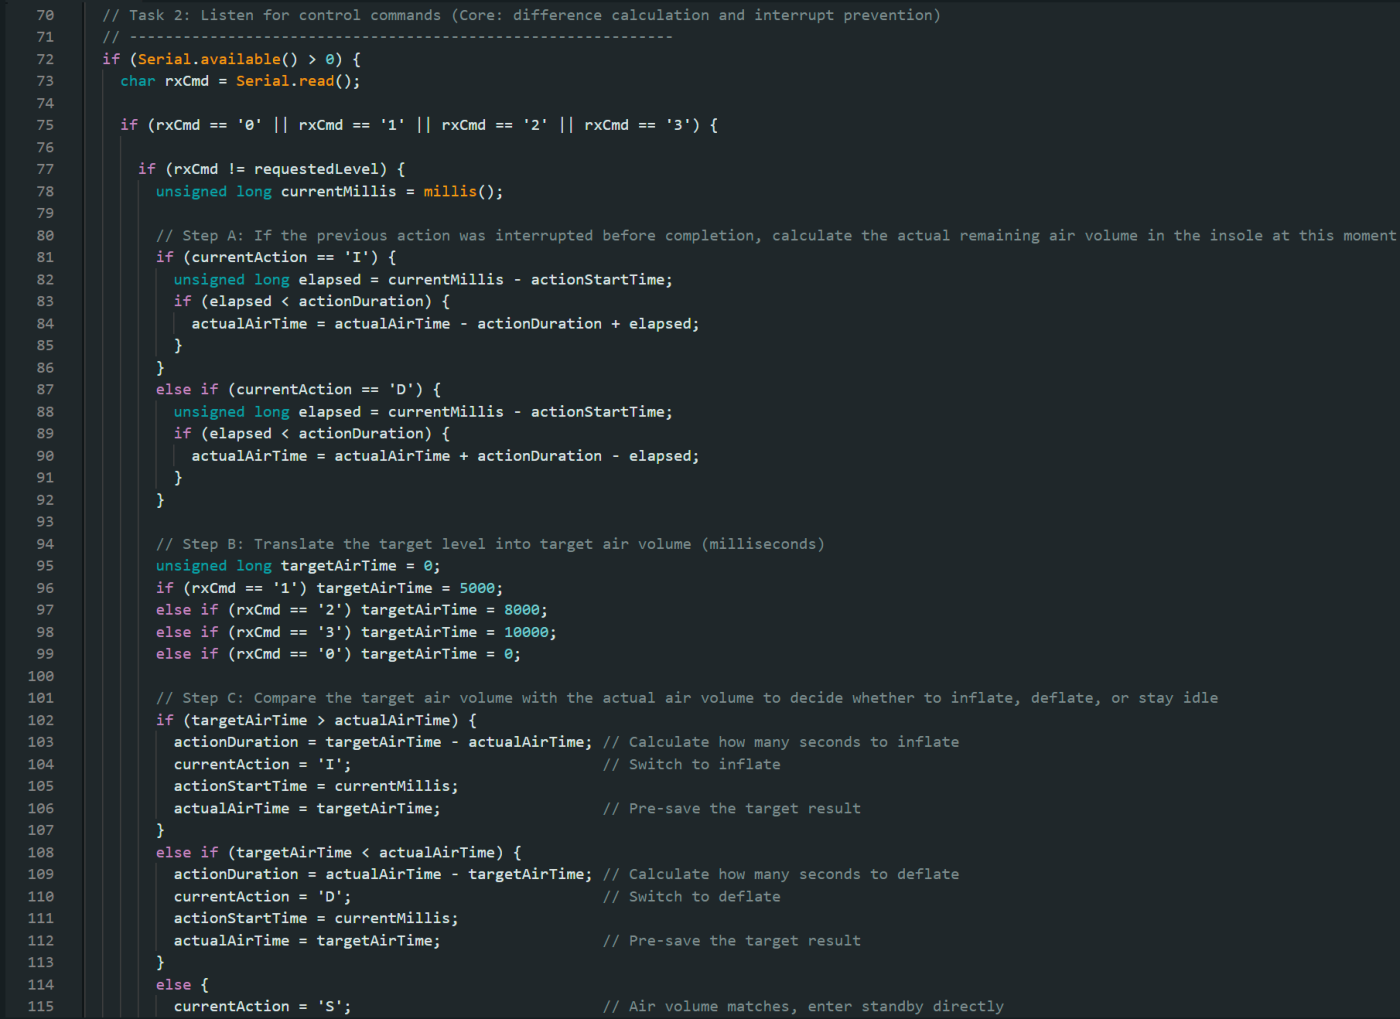 70 // Task 2: Listen for control commands (Core: difference calculation and interrupt prevention)
71 // -------------------------------------------------------------
72 if (Serial.available() > 0) {
73 char rxCmd = Serial.read();
74
75 if (rxCmd == '0' || rxCmd == '1' || rxCmd == '2' || rxCmd == '3') {
76
77 if (rxCmd != requestedLevel) {
78 unsigned long currentMillis = millis();
79
80 // Step A: If the previous action was interrupted before completion, calculate the actual remaining air volume in the insole at this moment
81 if (currentAction == 'I') {
82 unsigned long elapsed = currentMillis - actionStartTime;
83 if (elapsed < actionDuration) {
84 actualAirTime = actualAirTime - actionDuration + elapsed;
85 }
86 }
87 else if (currentAction == 'D') {
88 unsigned long elapsed = currentMillis - actionStartTime;
89 if (elapsed < actionDuration) {
90 actualAirTime = actualAirTime + actionDuration - elapsed;
91 }
92 }
93
94 // Step B: Translate the target level into target air volume (milliseconds)
95 unsigned long targetAirTime = 0;
96 if (rxCmd == '1') targetAirTime = 5000;
97 else if (rxCmd == '2') targetAirTime = 8000;
98 else if (rxCmd == '3') targetAirTime = 10000;
99 else if (rxCmd == '0') targetAirTime = 0;
100
101 // Step C: Compare the target air volume with the actual air volume to decide whether to inflate, deflate, or stay idle
102 if (targetAirTime > actualAirTime) {
103 actionDuration = targetAirTime - actualAirTime; // Calculate how many seconds to inflate
104 currentAction = 'I'; // Switch to inflate
105 actionStartTime = currentMillis;
106 actualAirTime = targetAirTime; // Pre-save the target result
107 }
108 else if (targetAirTime < actualAirTime) {
109 actionDuration = actualAirTime - targetAirTime; // Calculate how many seconds to deflate
110 currentAction = 'D'; // Switch to deflate
111 actionStartTime = currentMillis;
112 actualAirTime = targetAirTime; // Pre-save the target result
113 }
114 else {
115 currentAction = 'S'; // Air volume matches, enter standby directly